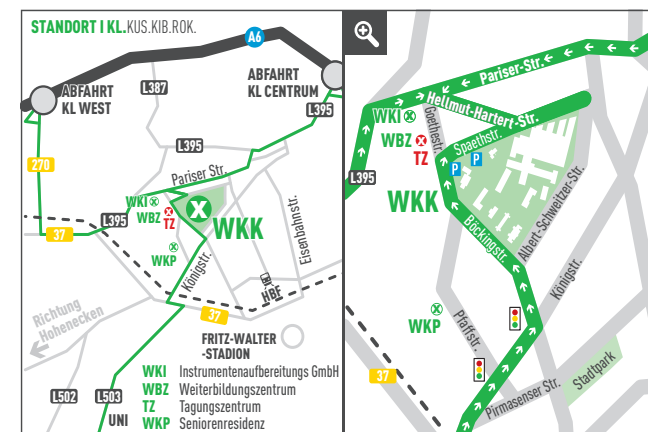 STANDORT I KL.KUS.KIB.ROK.
A6
ABFAHRT
KL WEST
L387
ABFAHRT
KL CENTRUM
L395
L395
270
Pariser Str.
WKI
WBZ
TZ
WKK
L395
37
WKP
Königstr.
Eisenbahnstr.
HBF
37
Richtung
Hohenecken
FRITZ-WALTER
-STADION
L502
L503
UNI
WKI Instrumentenaufbereitungs GmbH
WBZ Weiterbildungszentrum
TZ Tagungszentrum
WKP Seniorenresidenz
Pariser-Str.
Hellmut-Hartert-Str.
WKI
Goethestr.
WBZ
TZ
Spaethstr.
P
P
L395
WKK
Böckingstr.
Albert-Schweitzer-Str.
Königstr.
WKP
Pfaffstr.
37
Pirmasenser Str.
Stadtpark